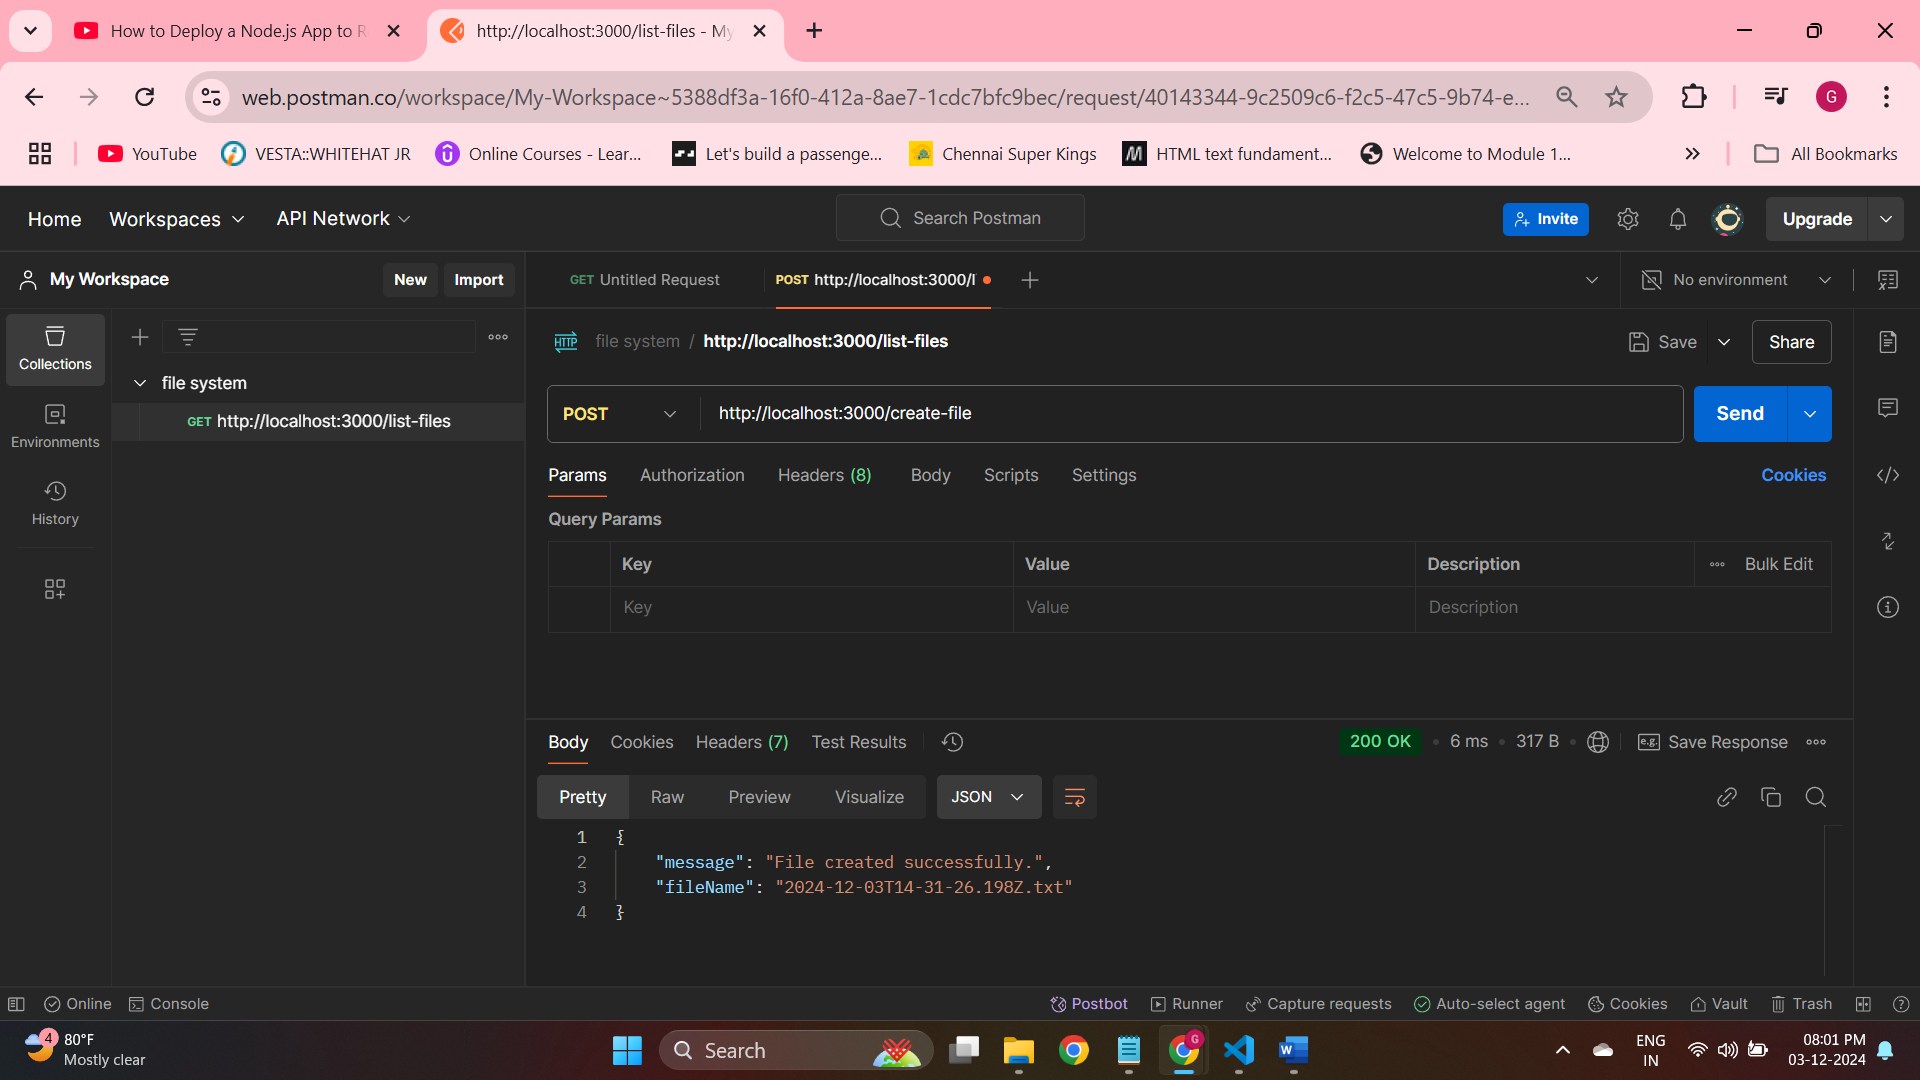 How to Deploy a Node.js App to R
http://localhost:3000/list-files - My
web.postman.co/workspace/My-Workspace~5388df3a-16f0-412a-8ae7-1cdc7bfc9bec/request/40143344-9c2509c6-f2c5-47c5-9b74-e...
G
YouTube
VESTA::WHITEHAT JR
Online Courses - Lear...
Let's build a passenge...
Chennai Super Kings
HTML text fundament...
Welcome to Module 1...
All Bookmarks
Home
Workspaces
API Network
Search Postman
Invite
Upgrade
My Workspace
New
Import
GET Untitled Request
POST http://localhost:3000/l
No environment
Collections
Environments
History
file system
GET http://localhost:3000/list-files
HTTP file system / http://localhost:3000/list-files
Save
Share
POST
http://localhost:3000/create-file
Send
Params
Authorization
Headers (8)
Body
Scripts
Settings
Cookies
Query Params
Key
Value
Description
Bulk Edit
Key
Value
Description
Body
Cookies
Headers (7)
Test Results
200 OK
6 ms
317 B
e.g. Save Response
Pretty
Raw
Preview
Visualize
JSON
1 {
2 "message": "File created successfully.",
3 "fileName": "2024-12-03T14-31-26.198Z.txt"
4 }
Online
Console
Postbot
Runner
Capture requests
Auto-select agent
Cookies
Vault
Trash
4
80°F
Mostly clear
Search
G
W
ENG
IN
08:01 PM
03-12-2024